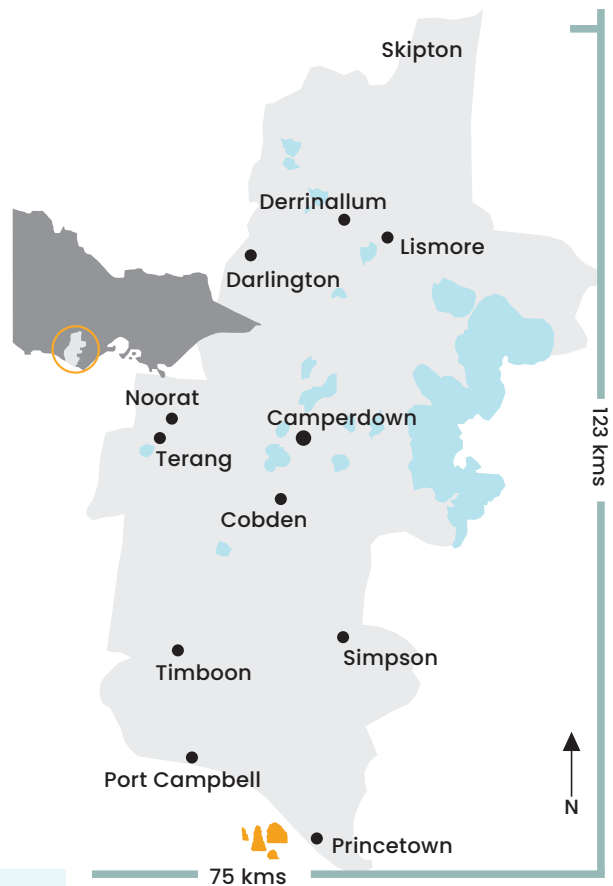 Skipton
Derrinallum
Lismore
Darlington
Noorat
Camperdown
Terang
123 kms
Cobden
Simpson
Timboon
Port Campbell
N
Princetown
75 kms